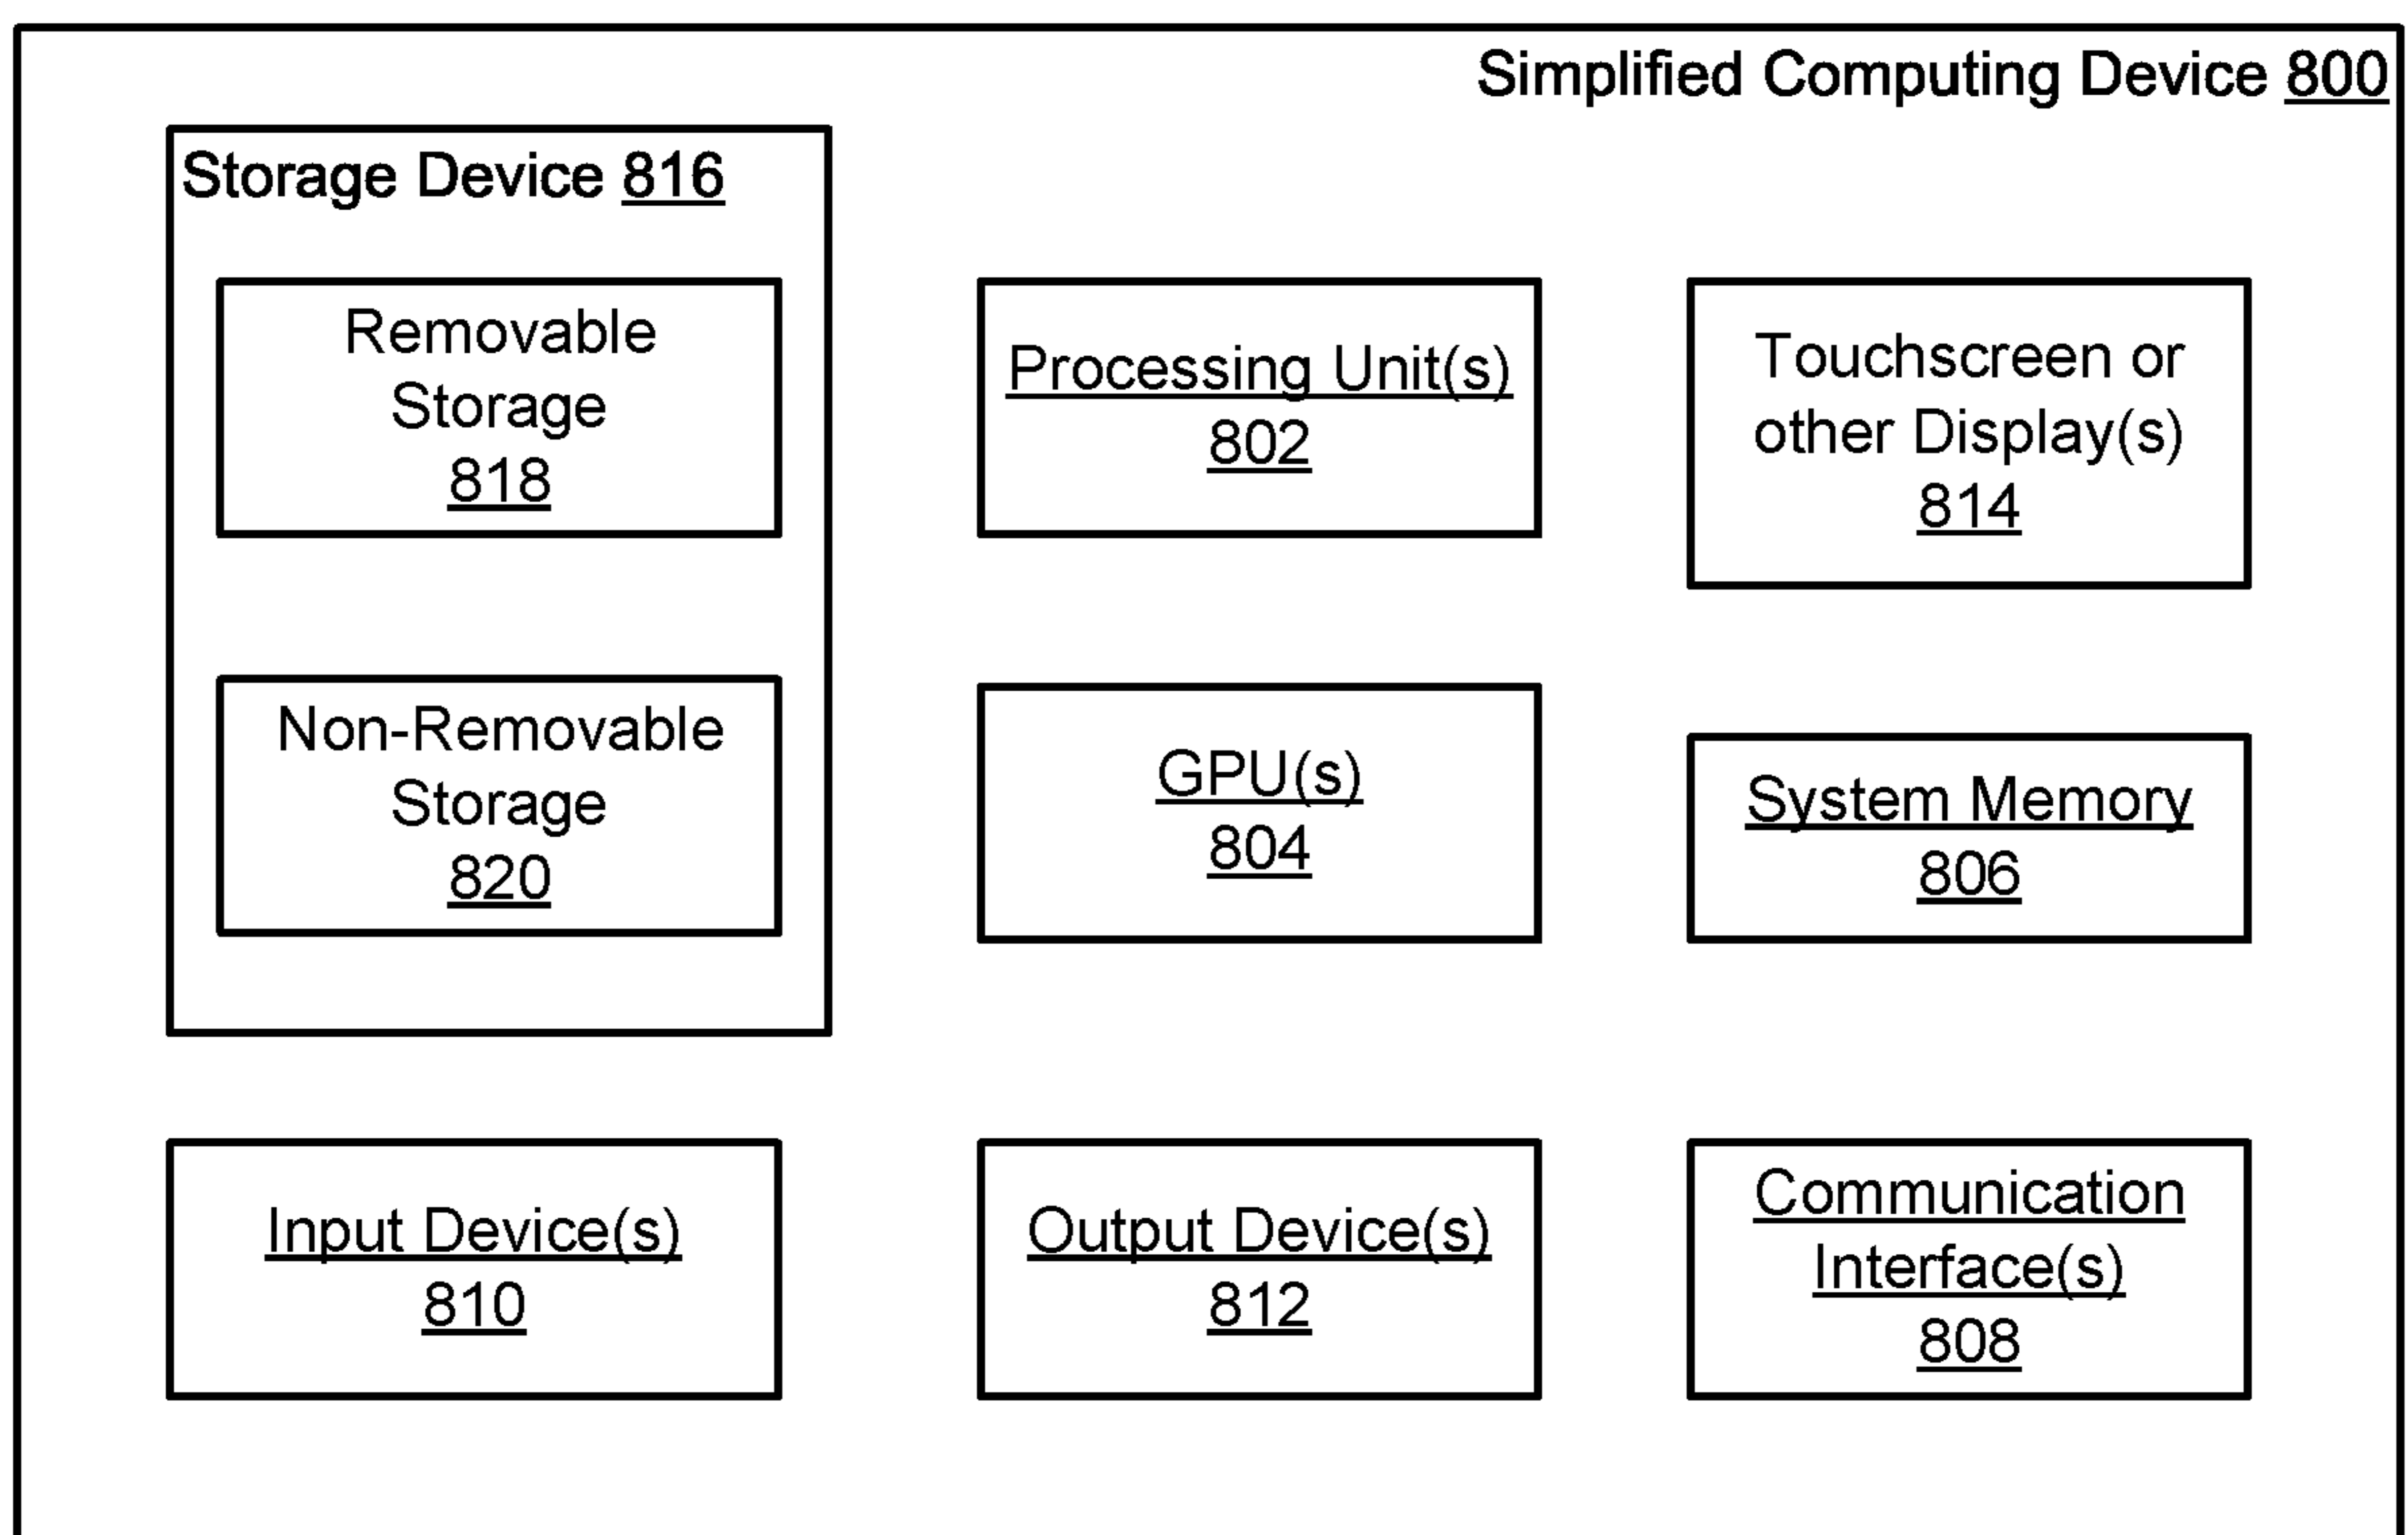 Simplified Computing Device 800
Storage Device 816
Removable
Storage
818
Processing Unit(s)
802
Touchscreen or
other Display(s)
814
Non-Removable
Storage
820
GPU(s)
804
System Memory
806
Input Device(s)
810
Output Device(s)
812
Communication
Interface(s)
808